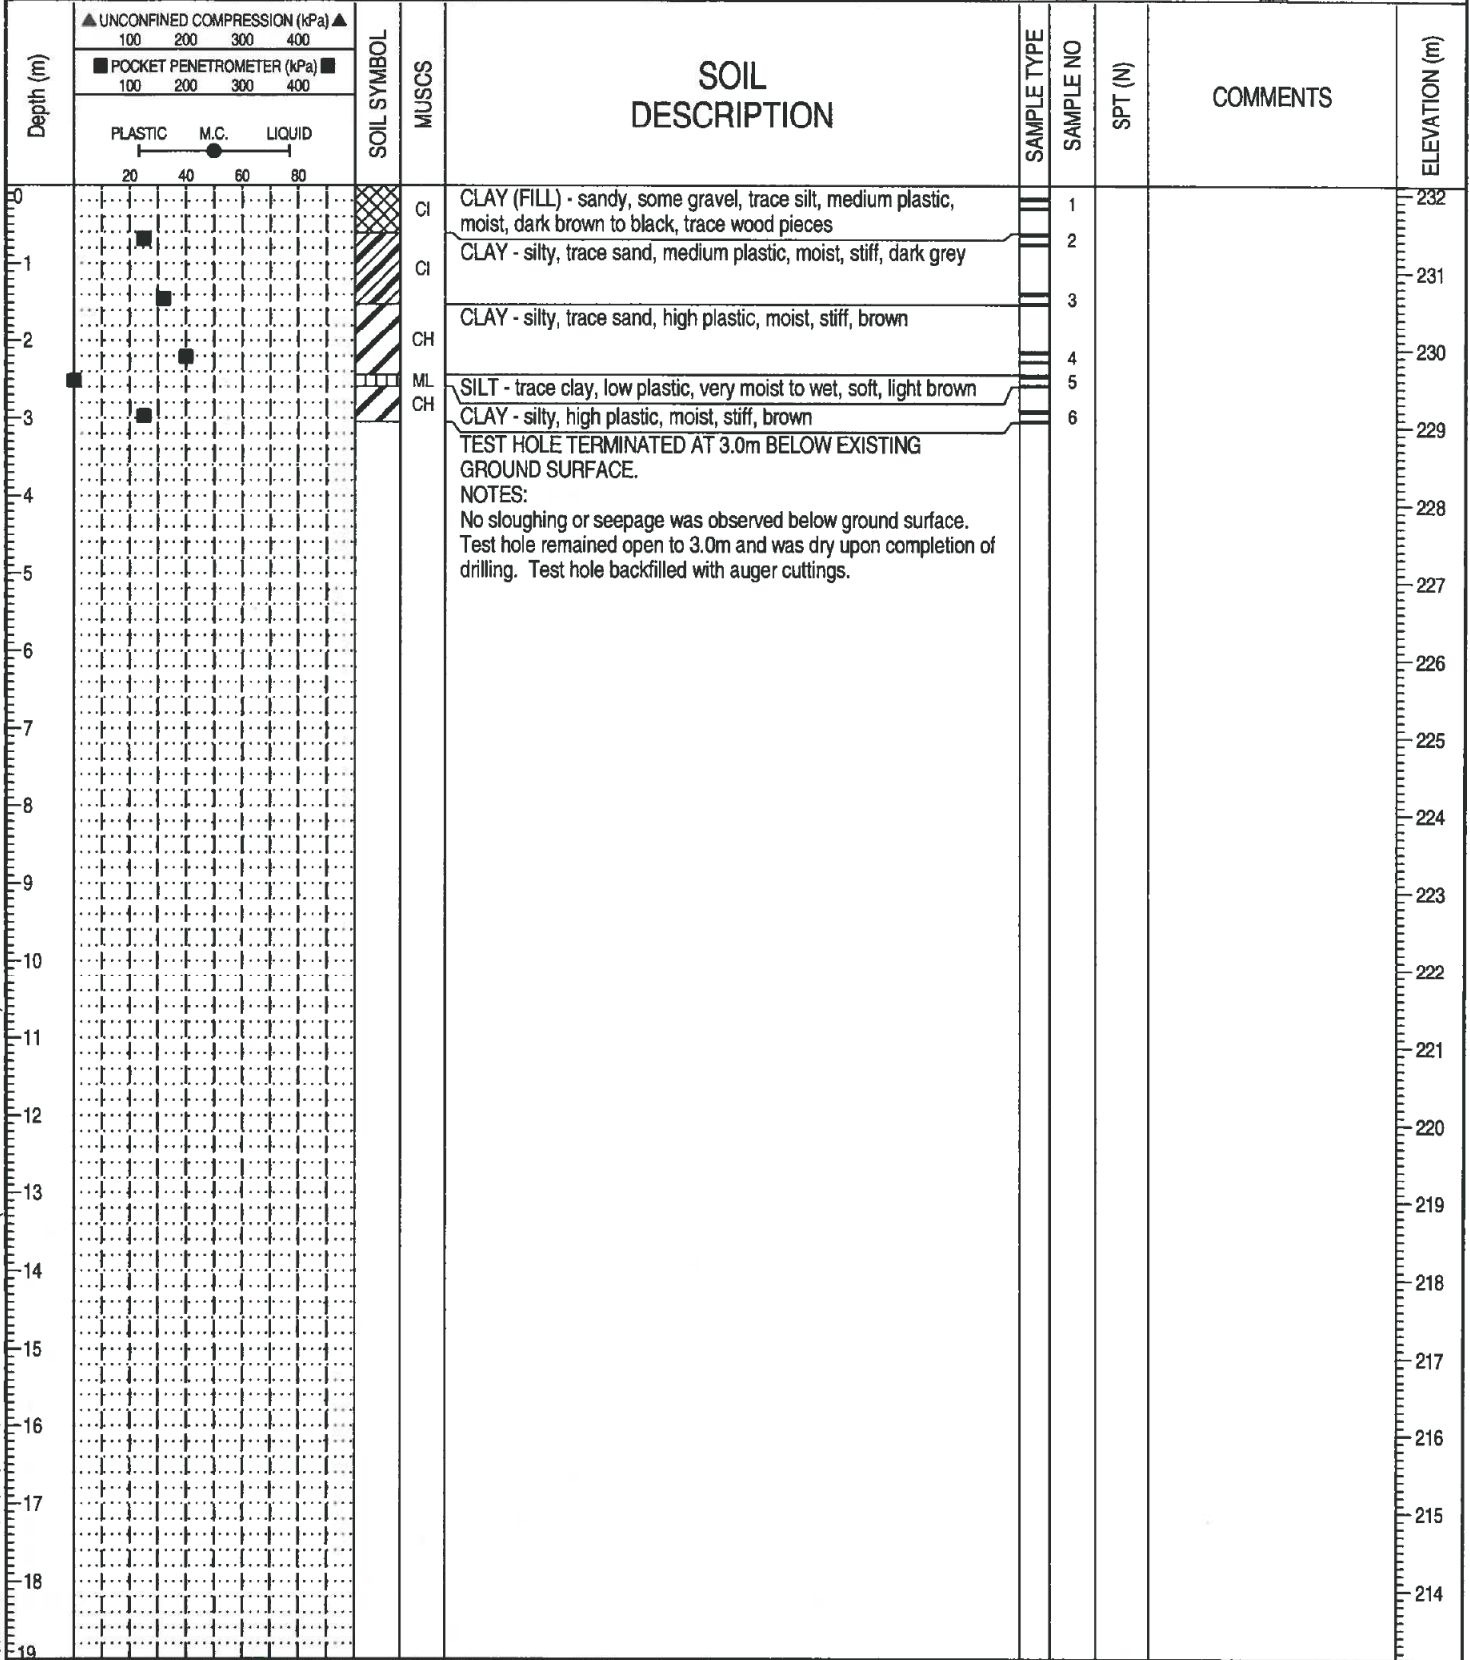 ▲ UNCONFINED COMPRESSION (kPa) ▲
100 200 300 400
■ POCKET PENETROMETER (kPa) ■
100 200 300 400
PLASTIC M.C. LIQUID
20 40 60 80
Depth (m)
SOIL SYMBOL
MUSCS
SOIL
DESCRIPTION
SAMPLE TYPE
SAMPLE NO
SPT (N)
COMMENTS
ELEVATION (m)
0
1
2
3
4
5
6
7
8
9
10
11
12
13
14
15
16
17
18
19
CI
CI
CH
ML
CH
CLAY (FILL) - sandy, some gravel, trace silt, medium plastic,
moist, dark brown to black, trace wood pieces
CLAY - silty, trace sand, medium plastic, moist, stiff, dark grey
CLAY - silty, trace sand, high plastic, moist, stiff, brown
SILT - trace clay, low plastic, very moist to wet, soft, light brown
CLAY - silty, high plastic, moist, stiff, brown
TEST HOLE TERMINATED AT 3.0m BELOW EXISTING
GROUND SURFACE.
NOTES:
No sloughing or seepage was observed below ground surface.
Test hole remained open to 3.0m and was dry upon completion of
drilling. Test hole backfilled with auger cuttings.
1
2
3
4
5
6
232
231
230
229
228
227
226
225
224
223
222
221
220
219
218
217
216
215
214